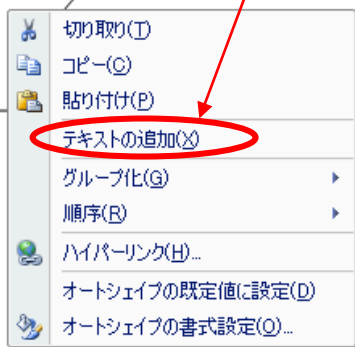 切り取り(T)
コピー(C)
貼り付け(P)
テキストの追加(X)
グループ化(G)
順序(R)
ハイパーリンク(H)...
オートシェイプの既定値に設定(D)
オートシェイプの書式設定(O)...